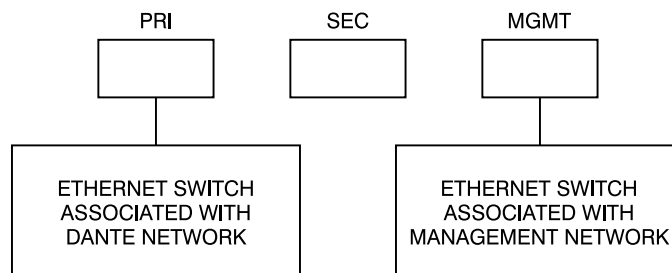 PRI
SEC
MGMT
ETHERNET SWITCH
ASSOCIATED WITH
DANTE NETWORK
ETHERNET SWITCH
ASSOCIATED WITH
MANAGEMENT NETWORK